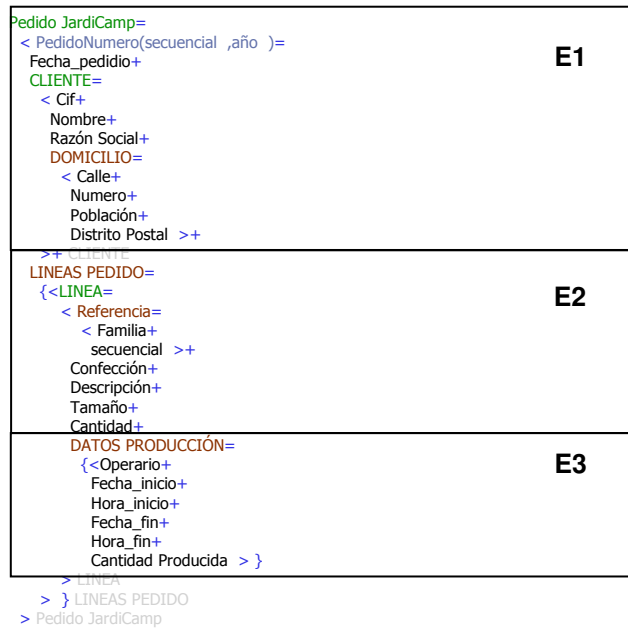 Pedido JardiCamp=
< PedidoNumero(secuencial ,año )=
E1
Fecha_pedidio+
CLIENTE=
< Cif+
Nombre+
Razón Social+
DOMICILIO=
< Calle+
Numero+
Población+
Distrito Postal >+
>+ CLIENTE
LINEAS PEDIDO=
{<LINEA=
E2
< Referencia=
< Familia+
secuencial >+
Confección+
Descripción+
Tamaño+
Cantidad+
DATOS PRODUCCIÓN=
{<Operario+
E3
Fecha_inicio+
Hora_inicio+
Fecha_fin+
Hora_fin+
Cantidad Producida > }
> LINEA
> } LINEAS PEDIDO
> Pedido JardiCamp